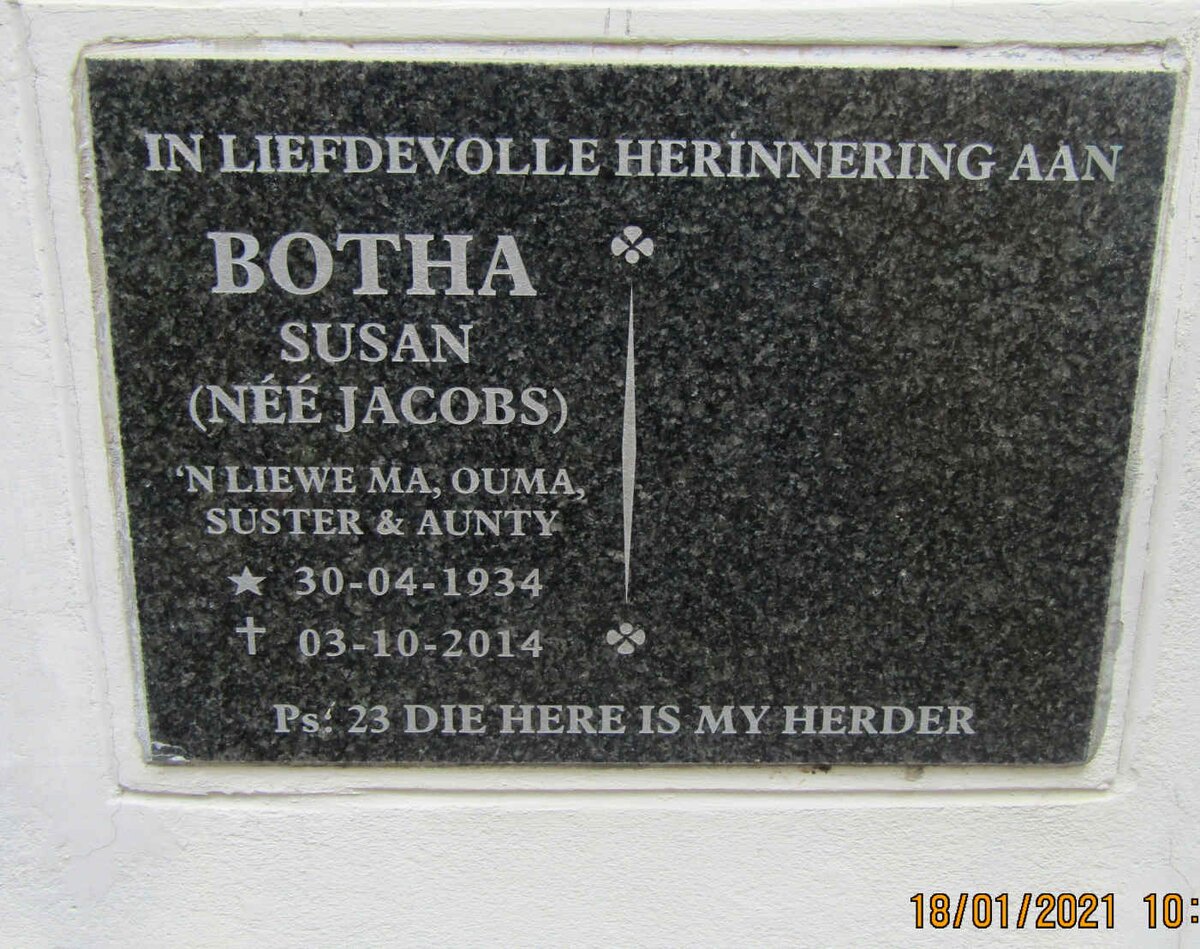 IN LIEFDEVOLLE HERINNERING AAN
BOTHA
SUSAN
(NÉÉ JACOBS)
‘N LIEWE MA, OUMA,
SUSTER & AUNTY
30-04-1934
03-10-2014
Ps‘. 23 DIE HERE IS MY HERDER
18/01/2021 10: